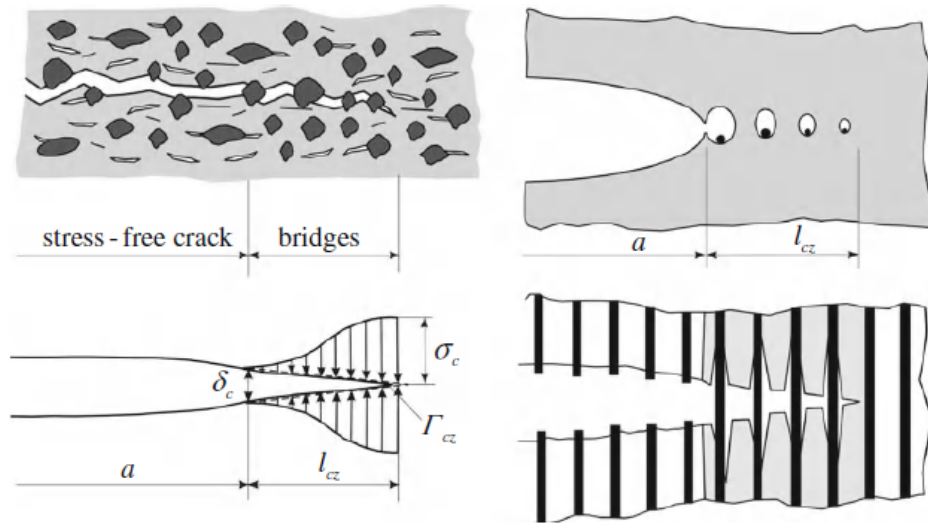 stress - free crack
bridges
a
l_cz
δ_c
σ_c
Γ_cz
a
l_cz